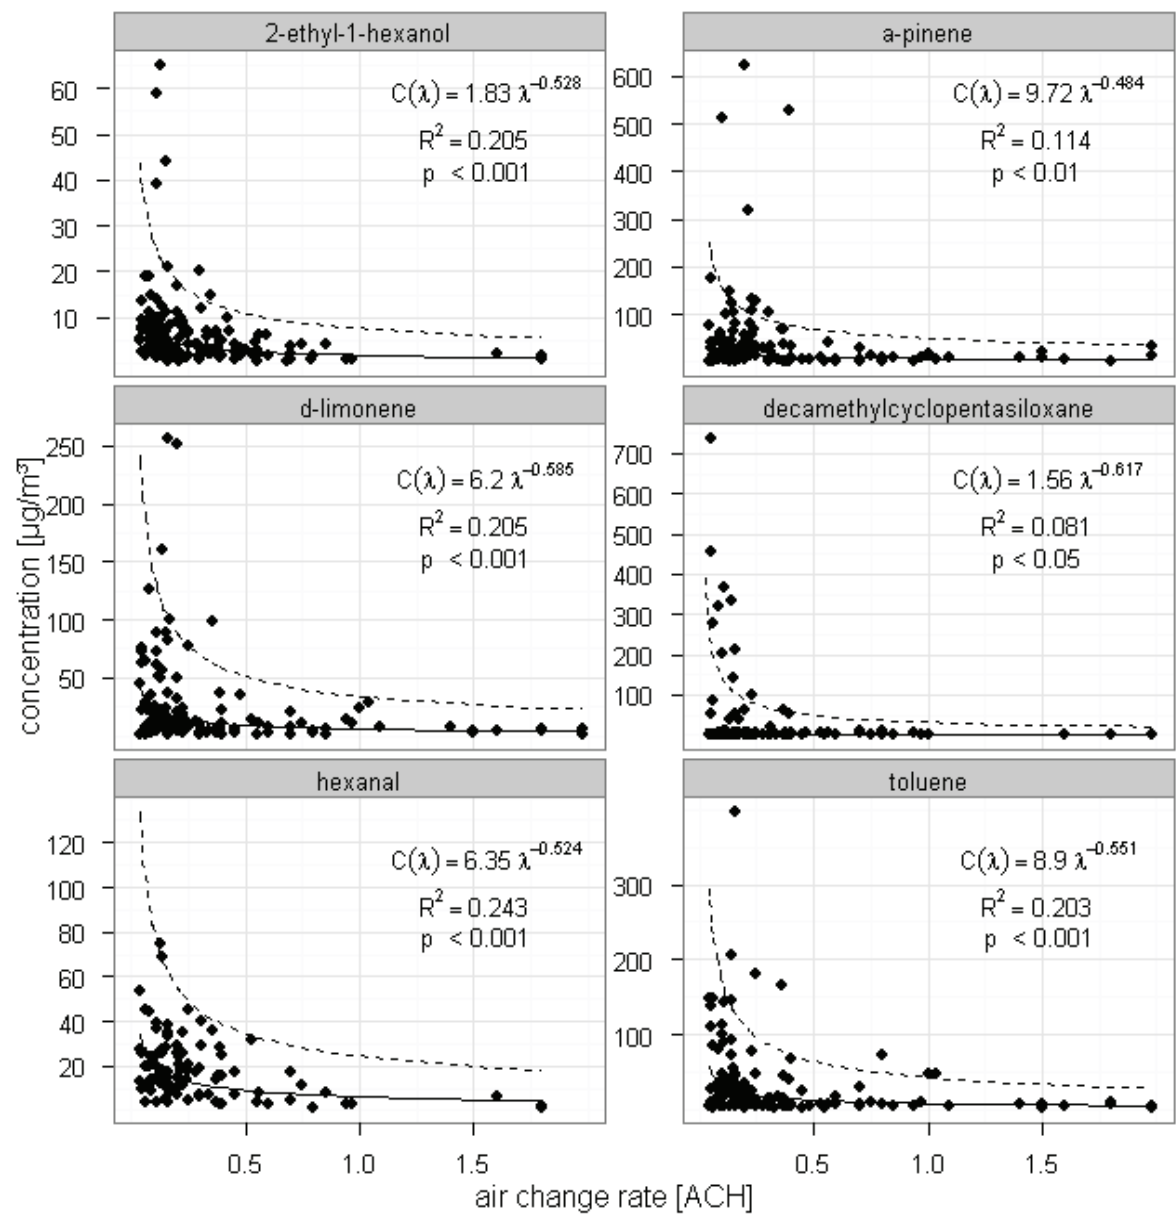 2-ethyl-1-hexanol
C(λ) = 1.83 λ^-0.528
R² = 0.205
p < 0.001
60
50
40
30
20
10
a-pinene
C(λ) = 9.72 λ^-0.484
R² = 0.114
p < 0.01
600
500
400
300
200
100
concentration [µg/m³]
d-limonene
C(λ) = 6.2 λ^-0.585
R² = 0.205
p < 0.001
250
200
150
100
50
decamethylcyclopentasiloxane
C(λ) = 1.56 λ^-0.617
R² = 0.081
p < 0.05
700
600
500
400
300
200
100
hexanal
C(λ) = 6.35 λ^-0.524
R² = 0.243
p < 0.001
120
100
80
60
40
20
0.5 1.0 1.5
toluene
C(λ) = 8.9 λ^-0.551
R² = 0.203
p < 0.001
300
200
100
0.5 1.0 1.5
air change rate [ACH]